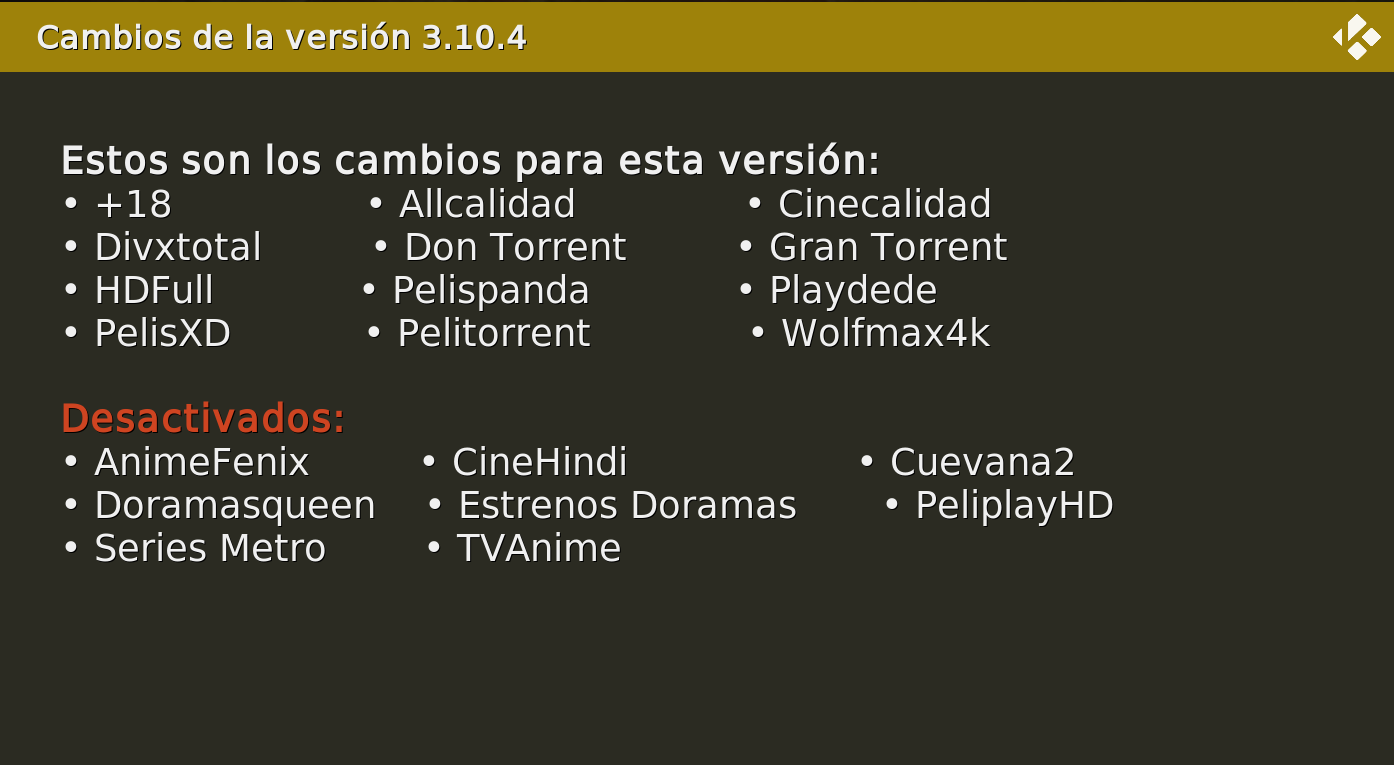 Cambios de la versión 3.10.4
Estos son los cambios para esta versión:
• +18 • Allcalidad • Cinecalidad
• Divxtotal • Don Torrent • Gran Torrent
• HDFull • Pelispanda • Playdede
• PelisXD • Pelitorrent • Wolfmax4k
Desactivados:
• AnimeFenix • CineHindi • Cuevana2
• Doramasqueen • Estrenos Doramas • PeliplayHD
• Series Metro • TVAnime